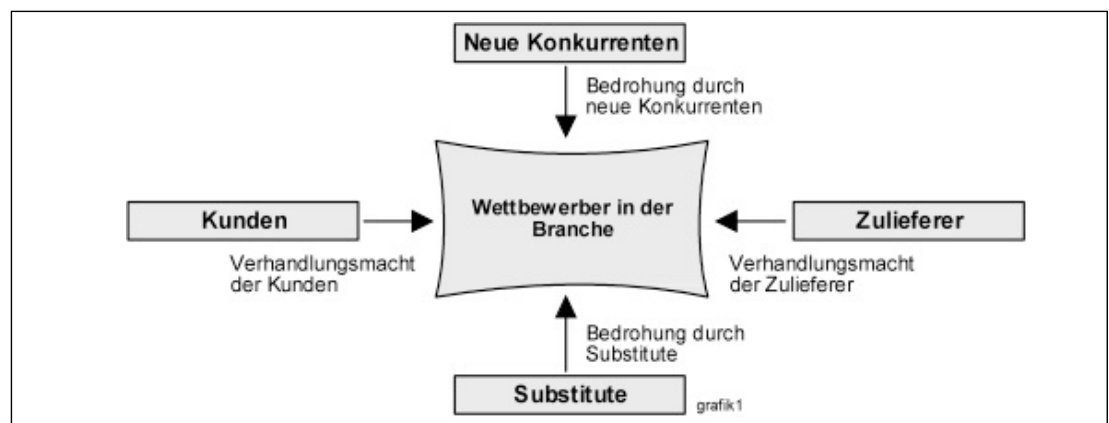 Neue Konkurrenten
Bedrohung durch
neue Konkurrenten
Kunden
Verhandlungsmacht
der Kunden
Wettbewerber in der
Branche
Zulieferer
Verhandlungsmacht
der Zulieferer
Bedrohung durch
Substitute
Substitute
grafik1